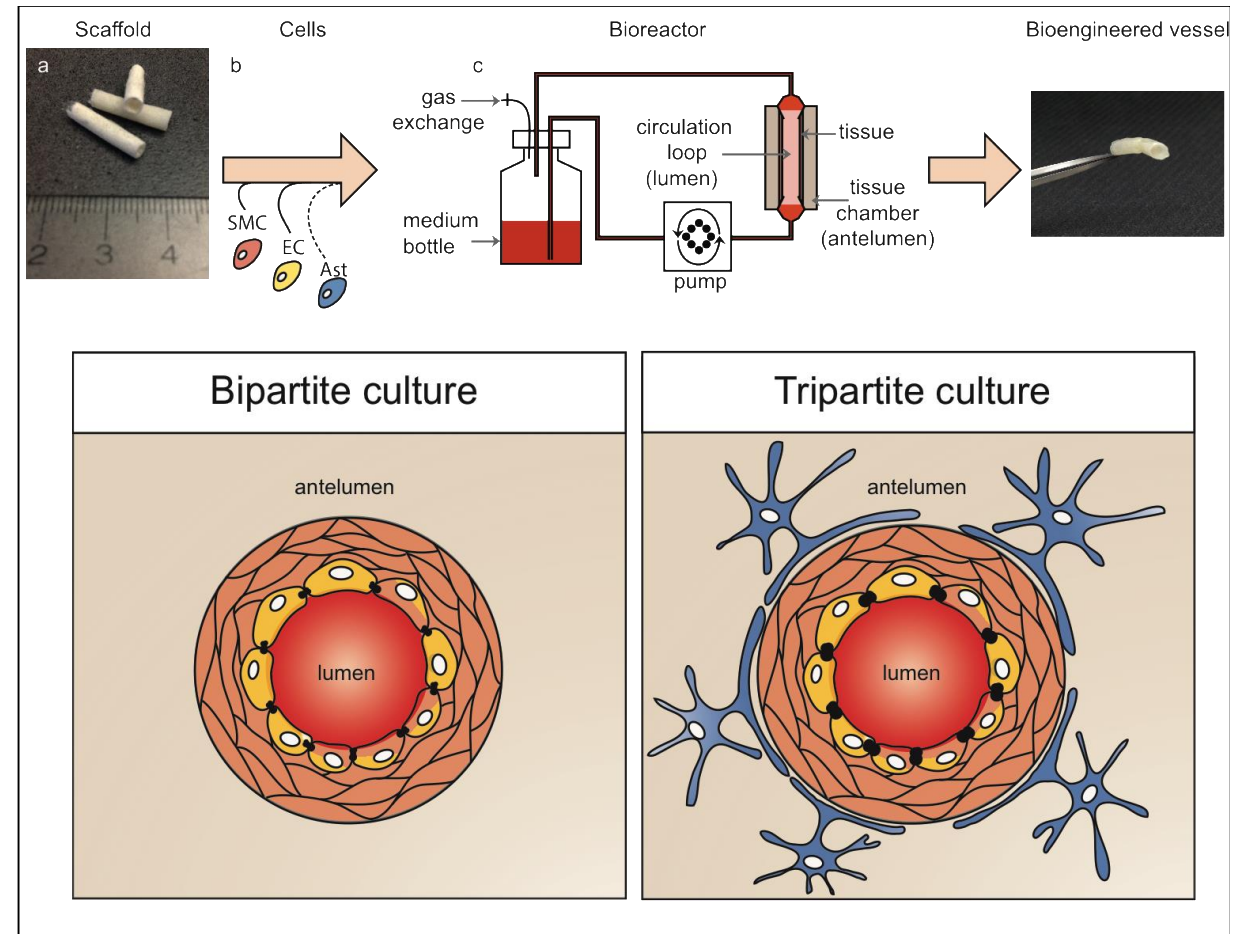 Scaffold
Cells
Bioreactor
Bioengineered vessel
a
b
c
gas
exchange
circulation
loop
(lumen)
tissue
tissue
chamber
(antelumen)
medium
bottle
pump
SMC
EC
Ast
2 3 4
Bipartite culture
Tripartite culture
antelumen
antelumen
lumen
lumen